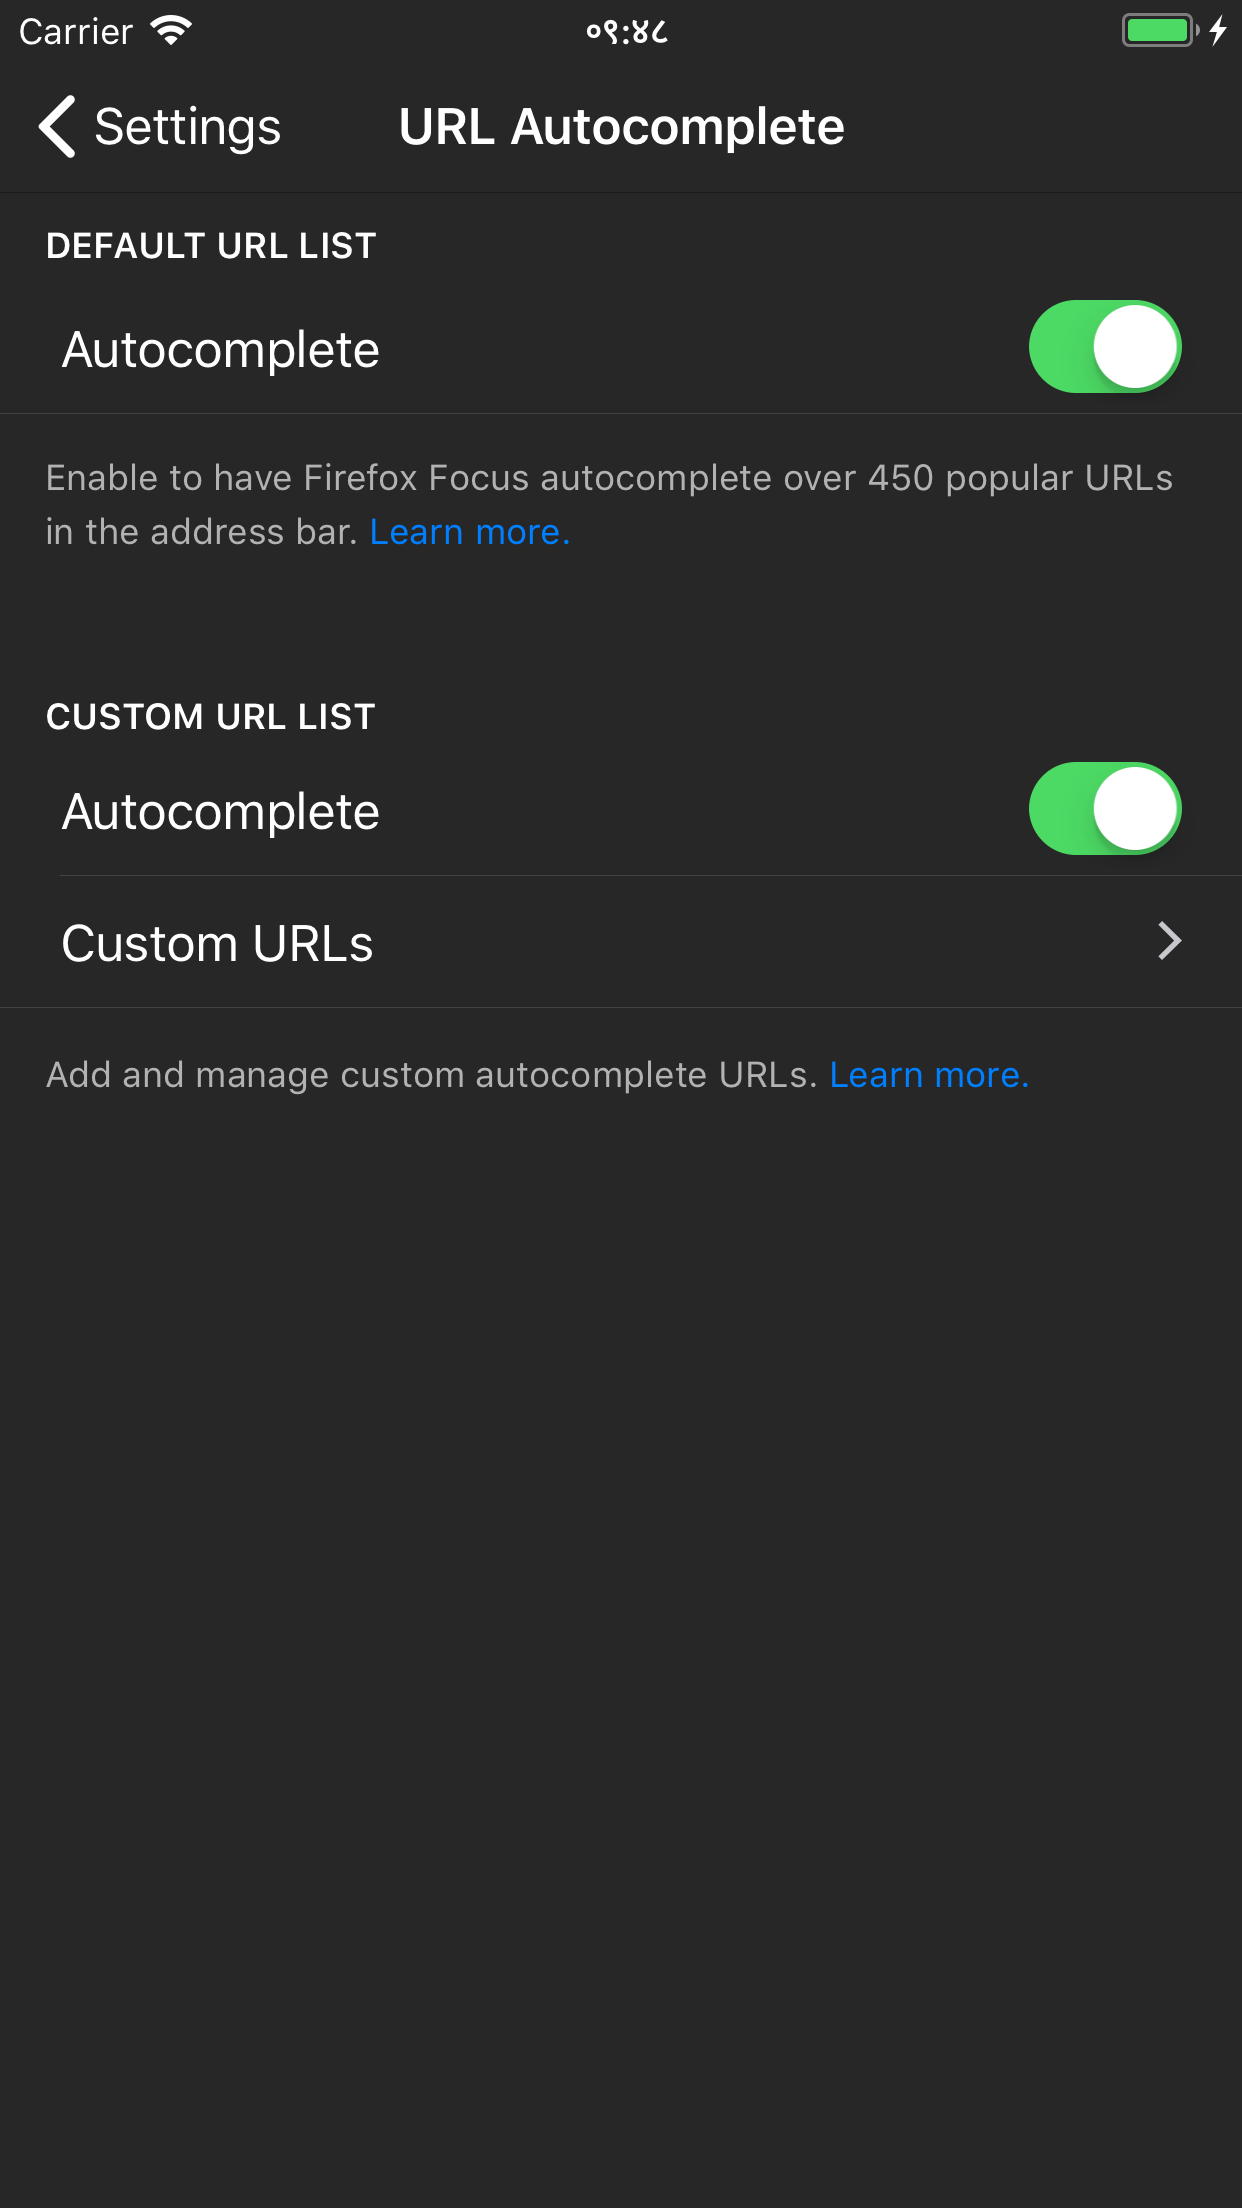 Carrier
०९:४८
Settings
URL Autocomplete
DEFAULT URL LIST
Autocomplete
Enable to have Firefox Focus autocomplete over 450 popular URLs
in the address bar. Learn more.
CUSTOM URL LIST
Autocomplete
Custom URLs
Add and manage custom autocomplete URLs. Learn more.